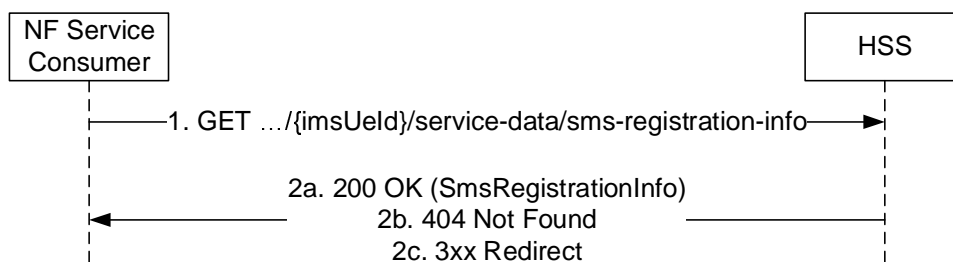 NF Service
Consumer
HSS
1. GET …/{imsUeId}/service-data/sms-registration-info
2a. 200 OK (SmsRegistrationInfo)
2b. 404 Not Found
2c. 3xx Redirect